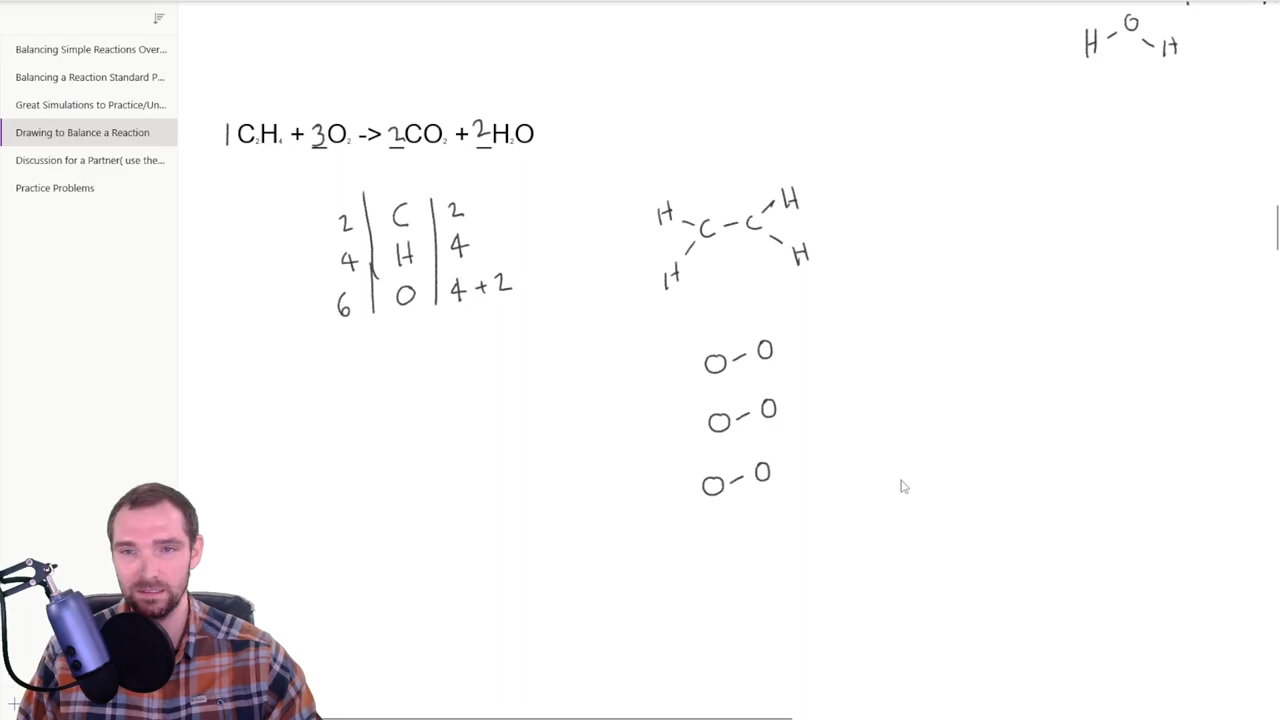 Balancing Simple Reactions Over...
Balancing a Reaction Standard P...
Great Simulations to Practice/Un...
Drawing to Balance a Reaction
Discussion for a Partner( use the...
Practice Problems
H - O - H
1 C₂H₄ + 3O₂ -> 2CO₂ + 2H₂O
2 | C | 2
4 | H | 4
6 | O | 4 + 2
H H
C - C
H H
O - O
O - O
O - O